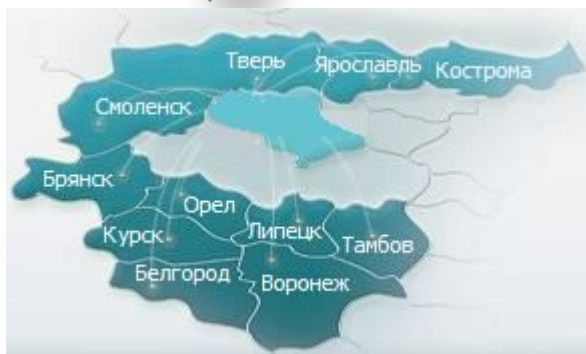 Тверь
Ярославль
Кострома
Смоленск
Брянск
Орел
Курск
Липецк
Тамбов
Белгород
Воронеж